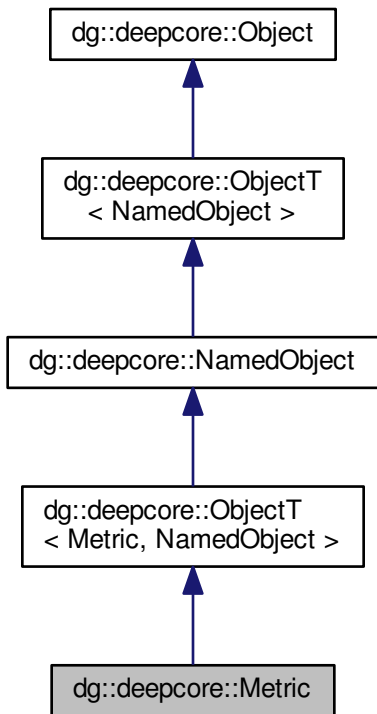 dg::deepcore::Object
dg::deepcore::ObjectT
< NamedObject >
dg::deepcore::NamedObject
dg::deepcore::ObjectT
< Metric, NamedObject >
dg::deepcore::Metric